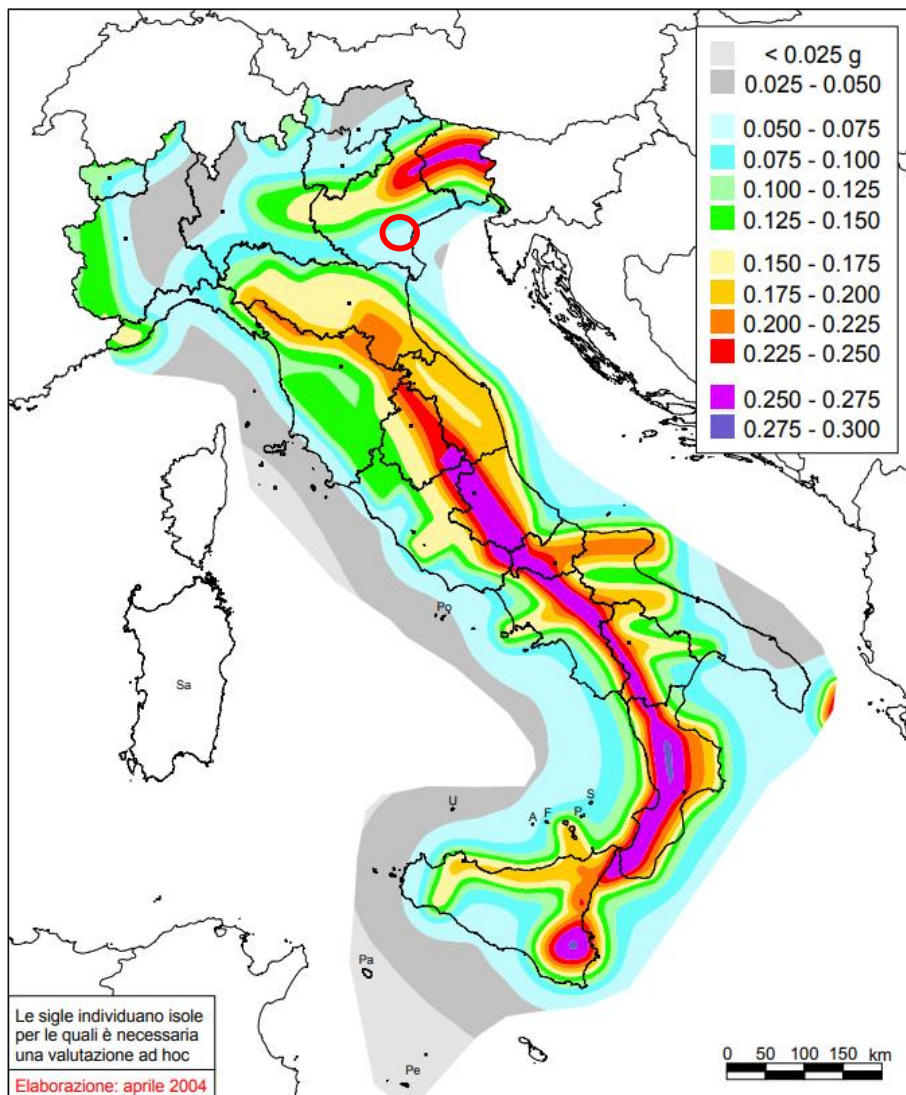 < 0.025 g
0.025 - 0.050
0.050 - 0.075
0.075 - 0.100
0.100 - 0.125
0.125 - 0.150
0.150 - 0.175
0.175 - 0.200
0.200 - 0.225
0.225 - 0.250
0.250 - 0.275
0.275 - 0.300
Po
Sa
U
A
F
P
S
Pa
Pe
Le sigle individuano isole
per le quali è necessaria
una valutazione ad hoc
Elaborazione: aprile 2004
0 50 100 150 km